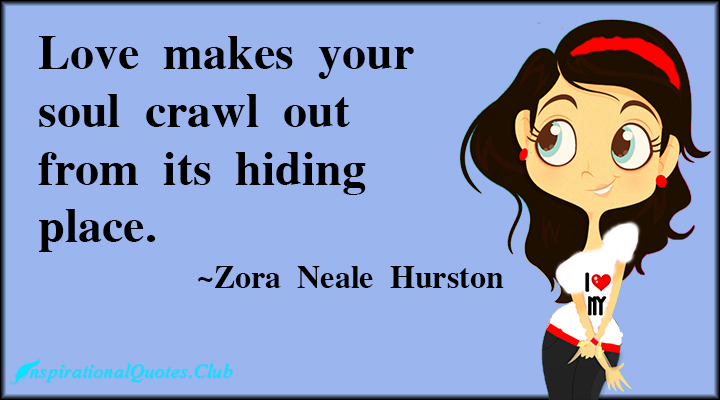 Love makes your
soul crawl out
from its hiding
place.
~Zora Neale Hurston
I ❤
MY
InspirationalQuotes.Club